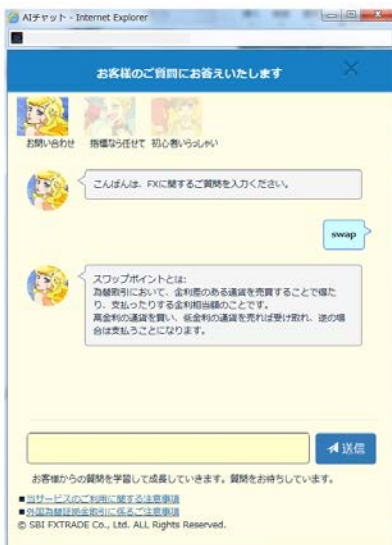 AIチャット - Internet Explorer
お客様のご質問にお答えいたします
お問い合わせ
指標なら任せて
初心者いらっしゃい
こんばんは、FXに関するご質問を入力ください。
swap
スワップポイントとは:
為替取引において、金利差のある通貨を売買することで得た
り、支払ったりする金利相当額のことです。
高金利の通貨を買い、低金利の通貨を売れば受け取れ、逆の場
合は支払うことになります。
送信
お客様からの質問を学習して成長していきます。質問をお待ちしています。
■当サービスのご利用に関する注意事項
■外国為替証拠金取引に係るご注意事項
© SBI FXTRADE Co., Ltd. ALL Rights Reserved.